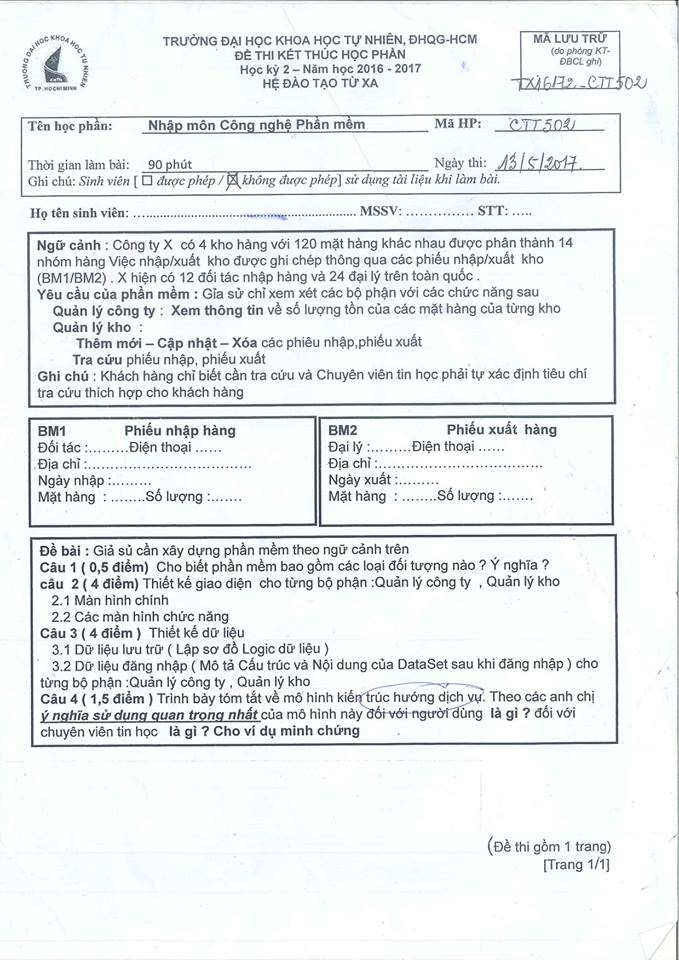 TRƯỜNG ĐẠI HỌC KHOA HỌC TỰ NHIÊN
TP.HỒ CHÍ MINH
TRƯỜNG ĐẠI HỌC KHOA HỌC TỰ NHIÊN, ĐHQG-HCM
ĐỀ THI KẾT THÚC HỌC PHẦN
Học kỳ 2 – Năm học 2016 - 2017
HỆ ĐÀO TẠO TỪ XA
MÃ LƯU TRỮ
(do phòng KT-
ĐBCL ghi)
TX16172_CTT502
Tên học phần: Nhập môn Công nghệ Phần mềm Mã HP: CTT502
Thời gian làm bài: 90 phút Ngày thi: 13/5/2017
Ghi chú: Sinh viên [ ☐ được phép / ☒ không được phép] sử dụng tài liệu khi làm bài.
Họ tên sinh viên: ........................................................... MSSV: ............... STT: .....
Ngữ cảnh : Công ty X có 4 kho hàng với 120 mặt hàng khác nhau được phân thành 14
nhóm hàng Việc nhập/xuất kho được ghi chép thông qua các phiếu nhập/xuất kho
(BM1/BM2) . X hiện có 12 đối tác nhập hàng và 24 đại lý trên toàn quốc .
Yêu cầu của phần mềm : Gỉa sử chỉ xem xét các bộ phận với các chức năng sau
Quản lý công ty : Xem thông tin về số lượng tồn của các mặt hàng của từng kho
Quản lý kho :
Thêm mới – Cập nhật – Xóa các phiêu nhập,phiếu xuất
Tra cứu phiếu nhập, phiếu xuất
Ghi chú : Khách hàng chỉ biết cần tra cứu và Chuyên viên tin học phải tự xác định tiêu chí
tra cứu thích hợp cho khách hàng
BM1 Phiếu nhập hàng
Đối tác :.........Điện thoại ......
Địa chỉ :.....................................
Ngày nhập :.........
Mặt hàng : ........Số lượng :.......
BM2 Phiếu xuất hàng
Đại lý :.........Điện thoại ......
Địa chỉ :.....................................
Ngày xuất :.........
Mặt hàng : ........Số lượng :.......
Đề bài : Giả sủ cần xây dựng phần mềm theo ngữ cảnh trên
Câu 1 ( 0,5 điểm) Cho biết phần mềm bao gồm các loại đối tượng nào ? Ý nghĩa ?
câu 2 ( 4 điểm) Thiết kế giao diện cho từng bộ phận :Quản lý công ty , Quản lý kho
2.1 Màn hình chính
2.2 Các màn hình chức năng
Câu 3 ( 4 điểm ) Thiết kế dữ liệu
3.1 Dữ liệu lưu trữ ( Lập sơ đồ Logic dữ liệu )
3.2 Dữ liệu đăng nhập ( Mô tả Cấu trúc và Nội dung của DataSet sau khi đăng nhập ) cho
từng bộ phận :Quản lý công ty , Quản lý kho
Câu 4 ( 1,5 điểm ) Trình bày tóm tắt về mô hình kiến trúc hướng dịch vụ. Theo các anh chị
ý nghĩa sử dụng quan trọng nhất của mô hình này đối với người dùng là gì ? đối với
chuyên viên tin học là gì ? Cho ví dụ minh chứng
(Đề thi gồm 1 trang)
[Trang 1/1]